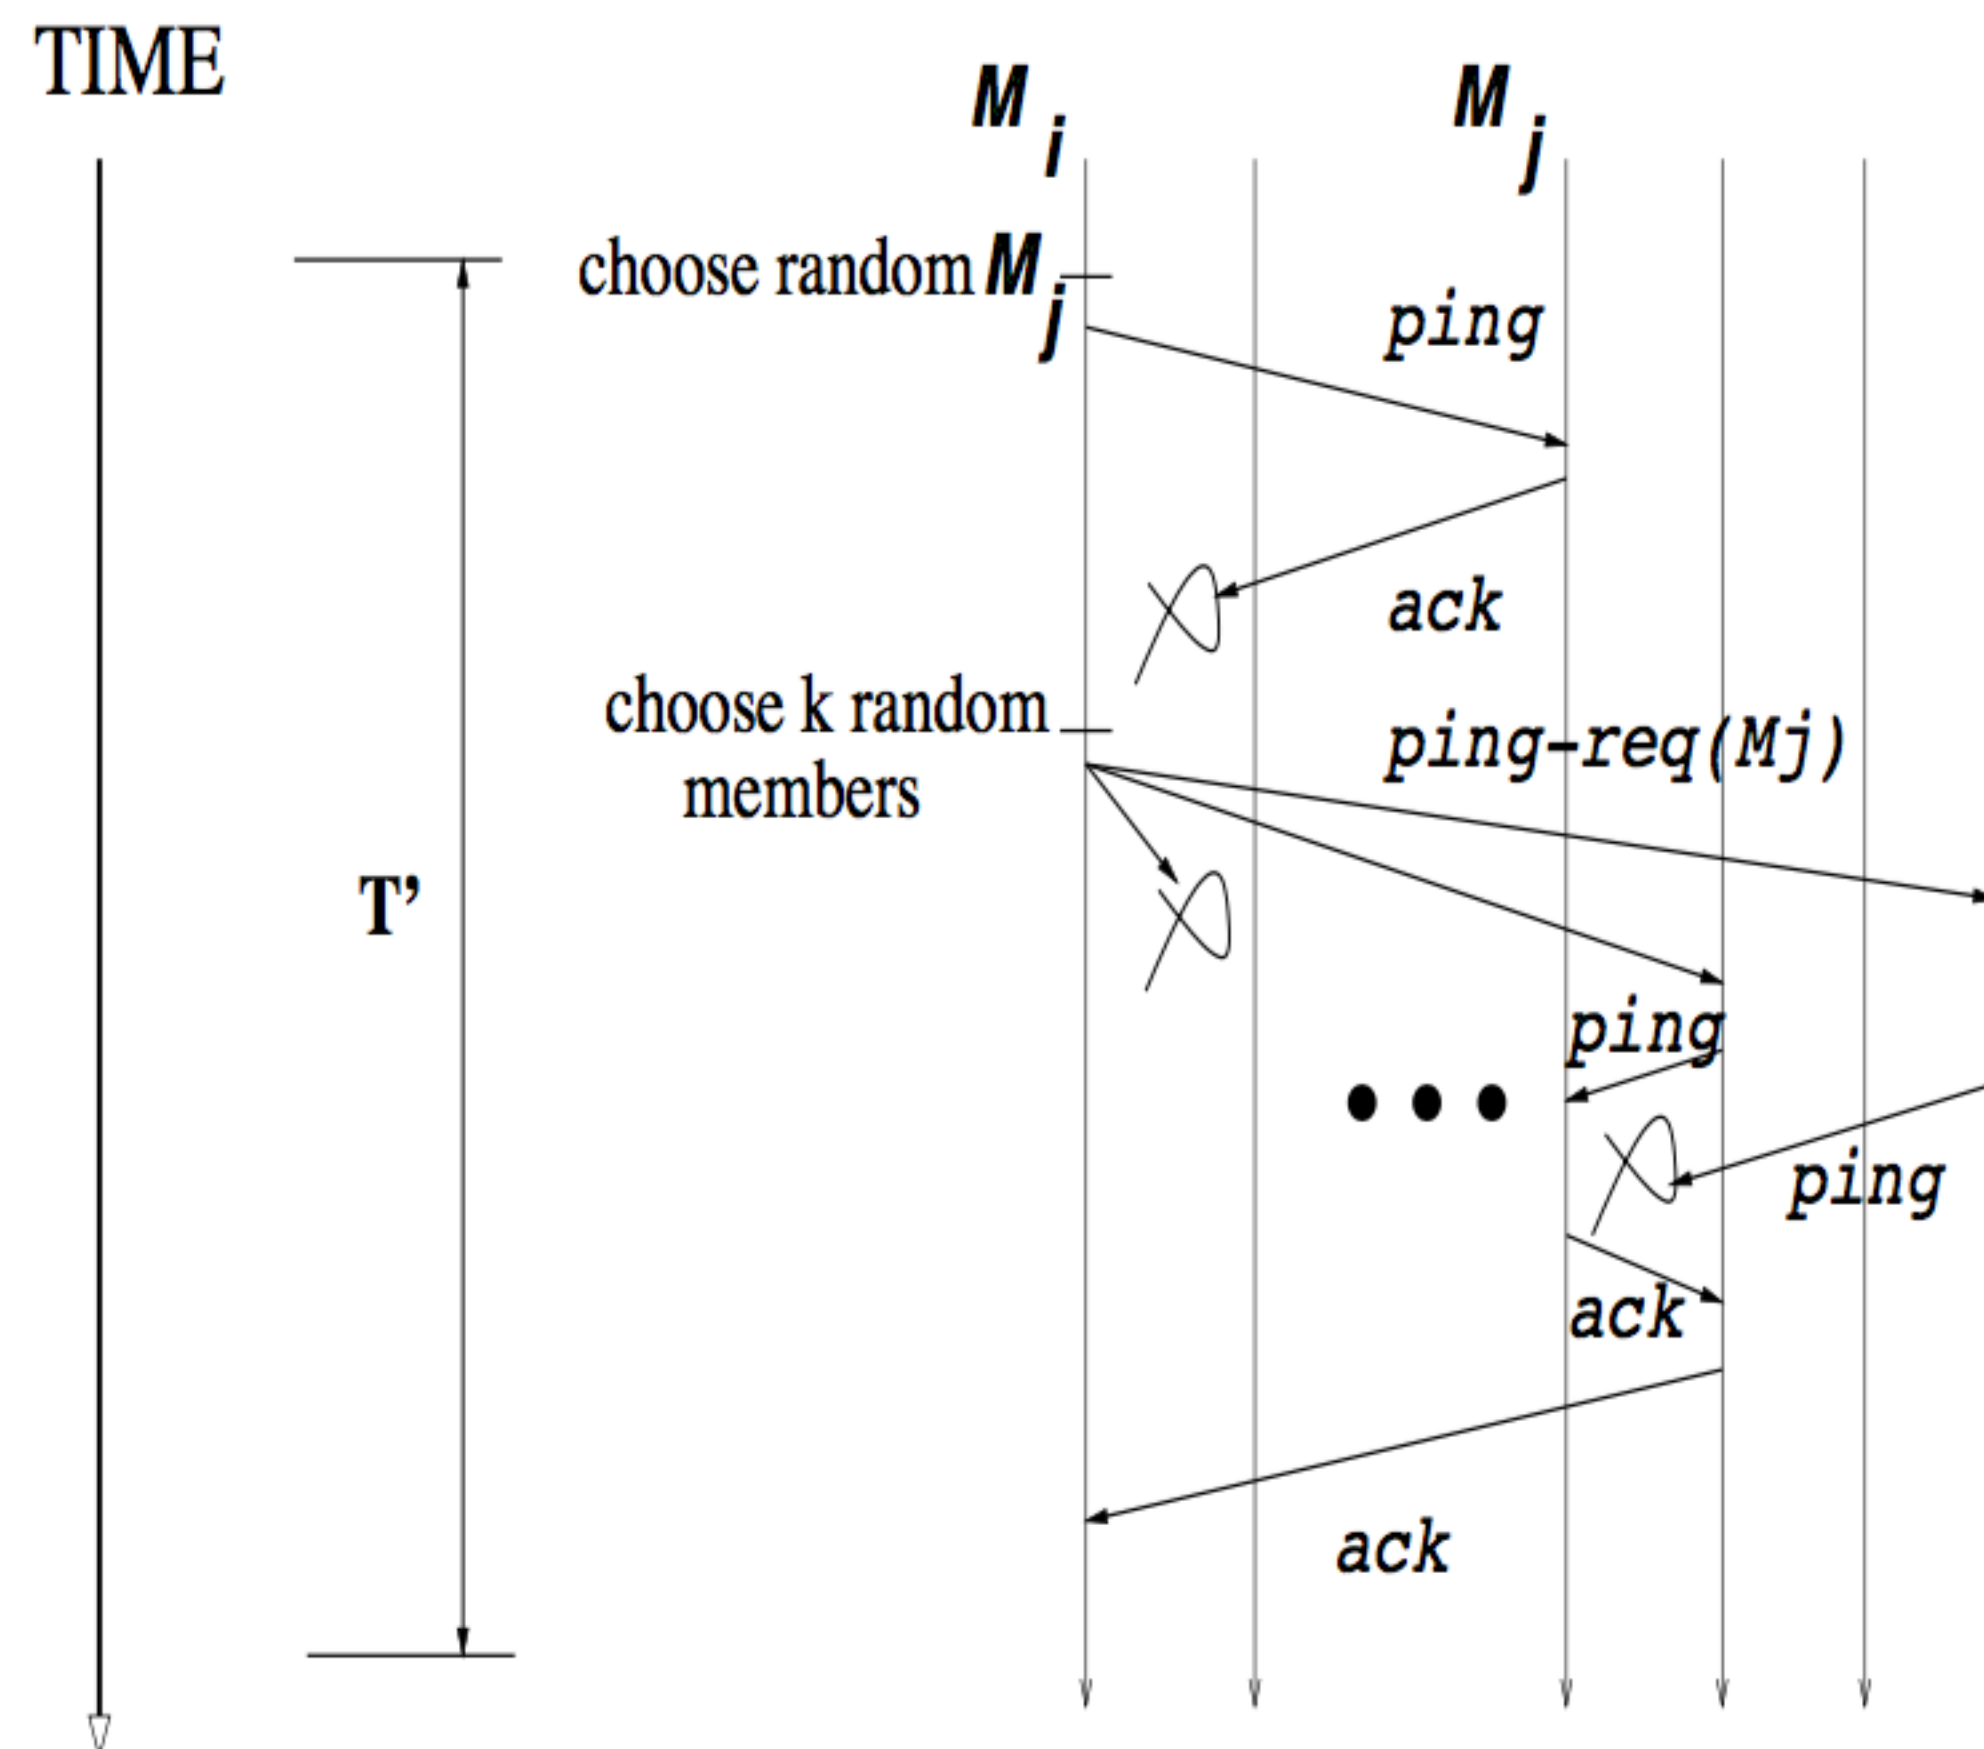 TIME
M i
M j
choose random M j
ping
ack
choose k random
members
ping-req(Mj)
T’
ping
ping
ack
ack